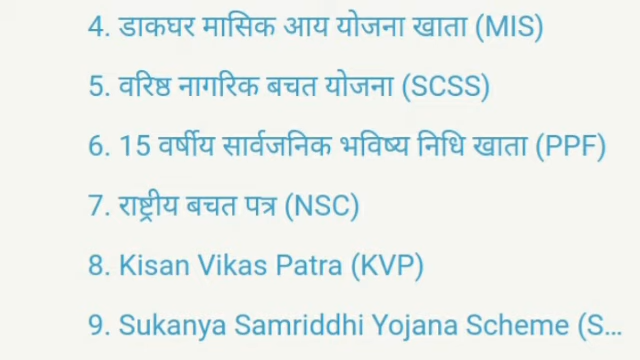 4. डाकघर मासिक आय योजना खाता (MIS)
5. वरिष्ठ नागरिक बचत योजना (SCSS)
6. 15 वर्षीय सार्वजनिक भविष्य निधि खाता (PPF)
7. राष्ट्रीय बचत पत्र (NSC)
8. Kisan Vikas Patra (KVP)
9. Sukanya Samriddhi Yojana Scheme (S...